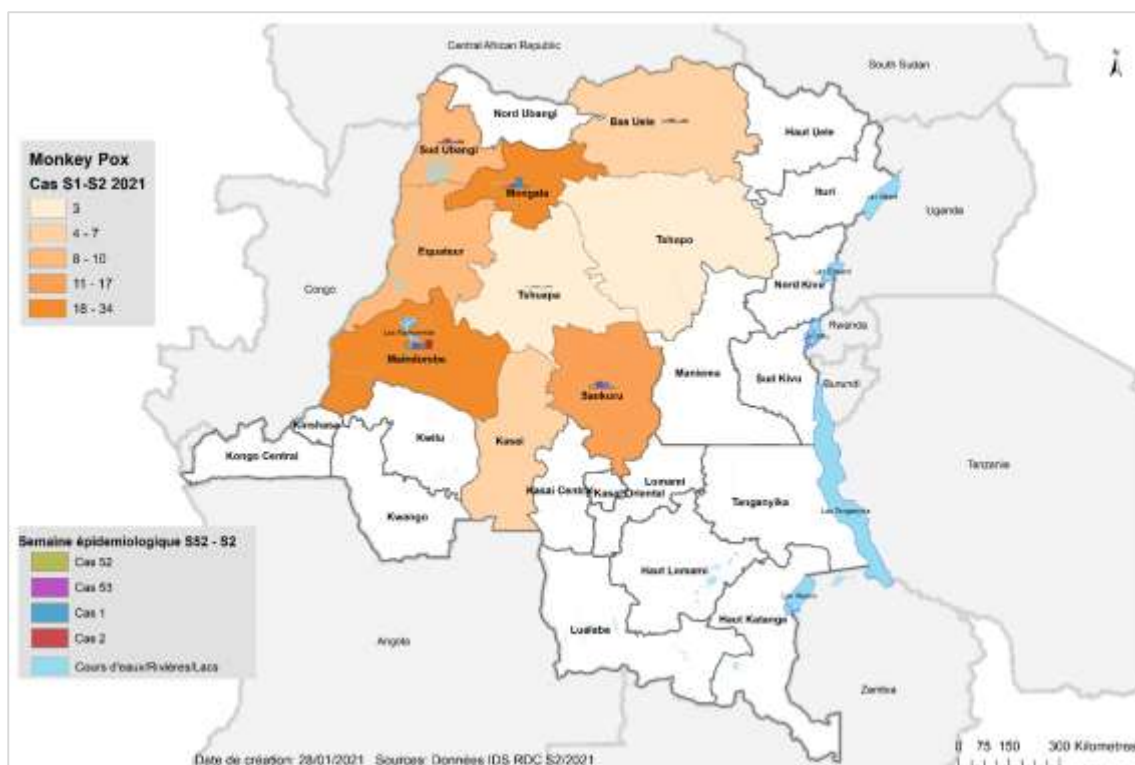 Central African Republic
South Sudan
N
Nord Ubangi
Bas Uele
Haut Uele
Monkey Pox
Cas S1-S2 2021
3
4 - 7
8 - 10
11 - 17
18 - 34
Sud Ubangi
Mongala
Ituri
Uganda
Equateur
Tshopo
Congo
Nord Kivu
Tshuapa
Rwanda
Maindombe
Maniema
Sud Kivu
Burundi
Sankuru
Kinshasa
Kwilu
Kasai
Kongo Central
Tanzanie
Lomami
Kasai Central
Kasai Oriental
Tanganyika
Kwango
Semaine épidemiologique S52 - S2
Cas 52
Cas 53
Cas 1
Cas 2
Cours d'eaux/Rivières/Lacs
Haut Lomami
Haut Katanga
Lualaba
Angola
Zambia
Date de création: 28/01/2021 Sources: Données IDS RDC S2/2021
0 75 150 300 Kilometres